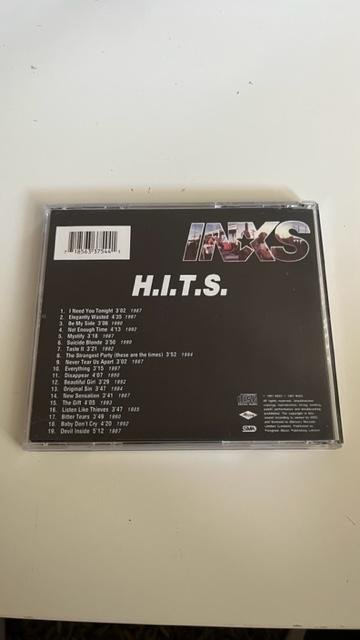 INXS
7 18563 37544 1
H.I.T.S.
1. I Need You Tonight 3'02 1987
2. Elegantly Wasted 4'35 1997
3. Be My Side 3'06 1990
4. Not Enough Time 4'13 1992
5. Mystify 3'18 1987
6. Suicide Blonde 3'50 1990
7. Taste It 3'21 1992
8. The Strangest Party (these are the times) 3'52 1994
9. Never Tear Us Apart 3'02 1987
10. Everything 3'15 1997
11. Disappear 4'07 1990
12. Beautiful Girl 3'29 1992
13. Original Sin 3'47 1984
14. New Sensation 3'41 1987
15. The Gift 4'05 1993
16. Listen Like Thieves 3'47 1985
17. Bitter Tears 3'49 1990
18. Baby Don't Cry 4'20 1992
19. Devil Inside 5'12 1987